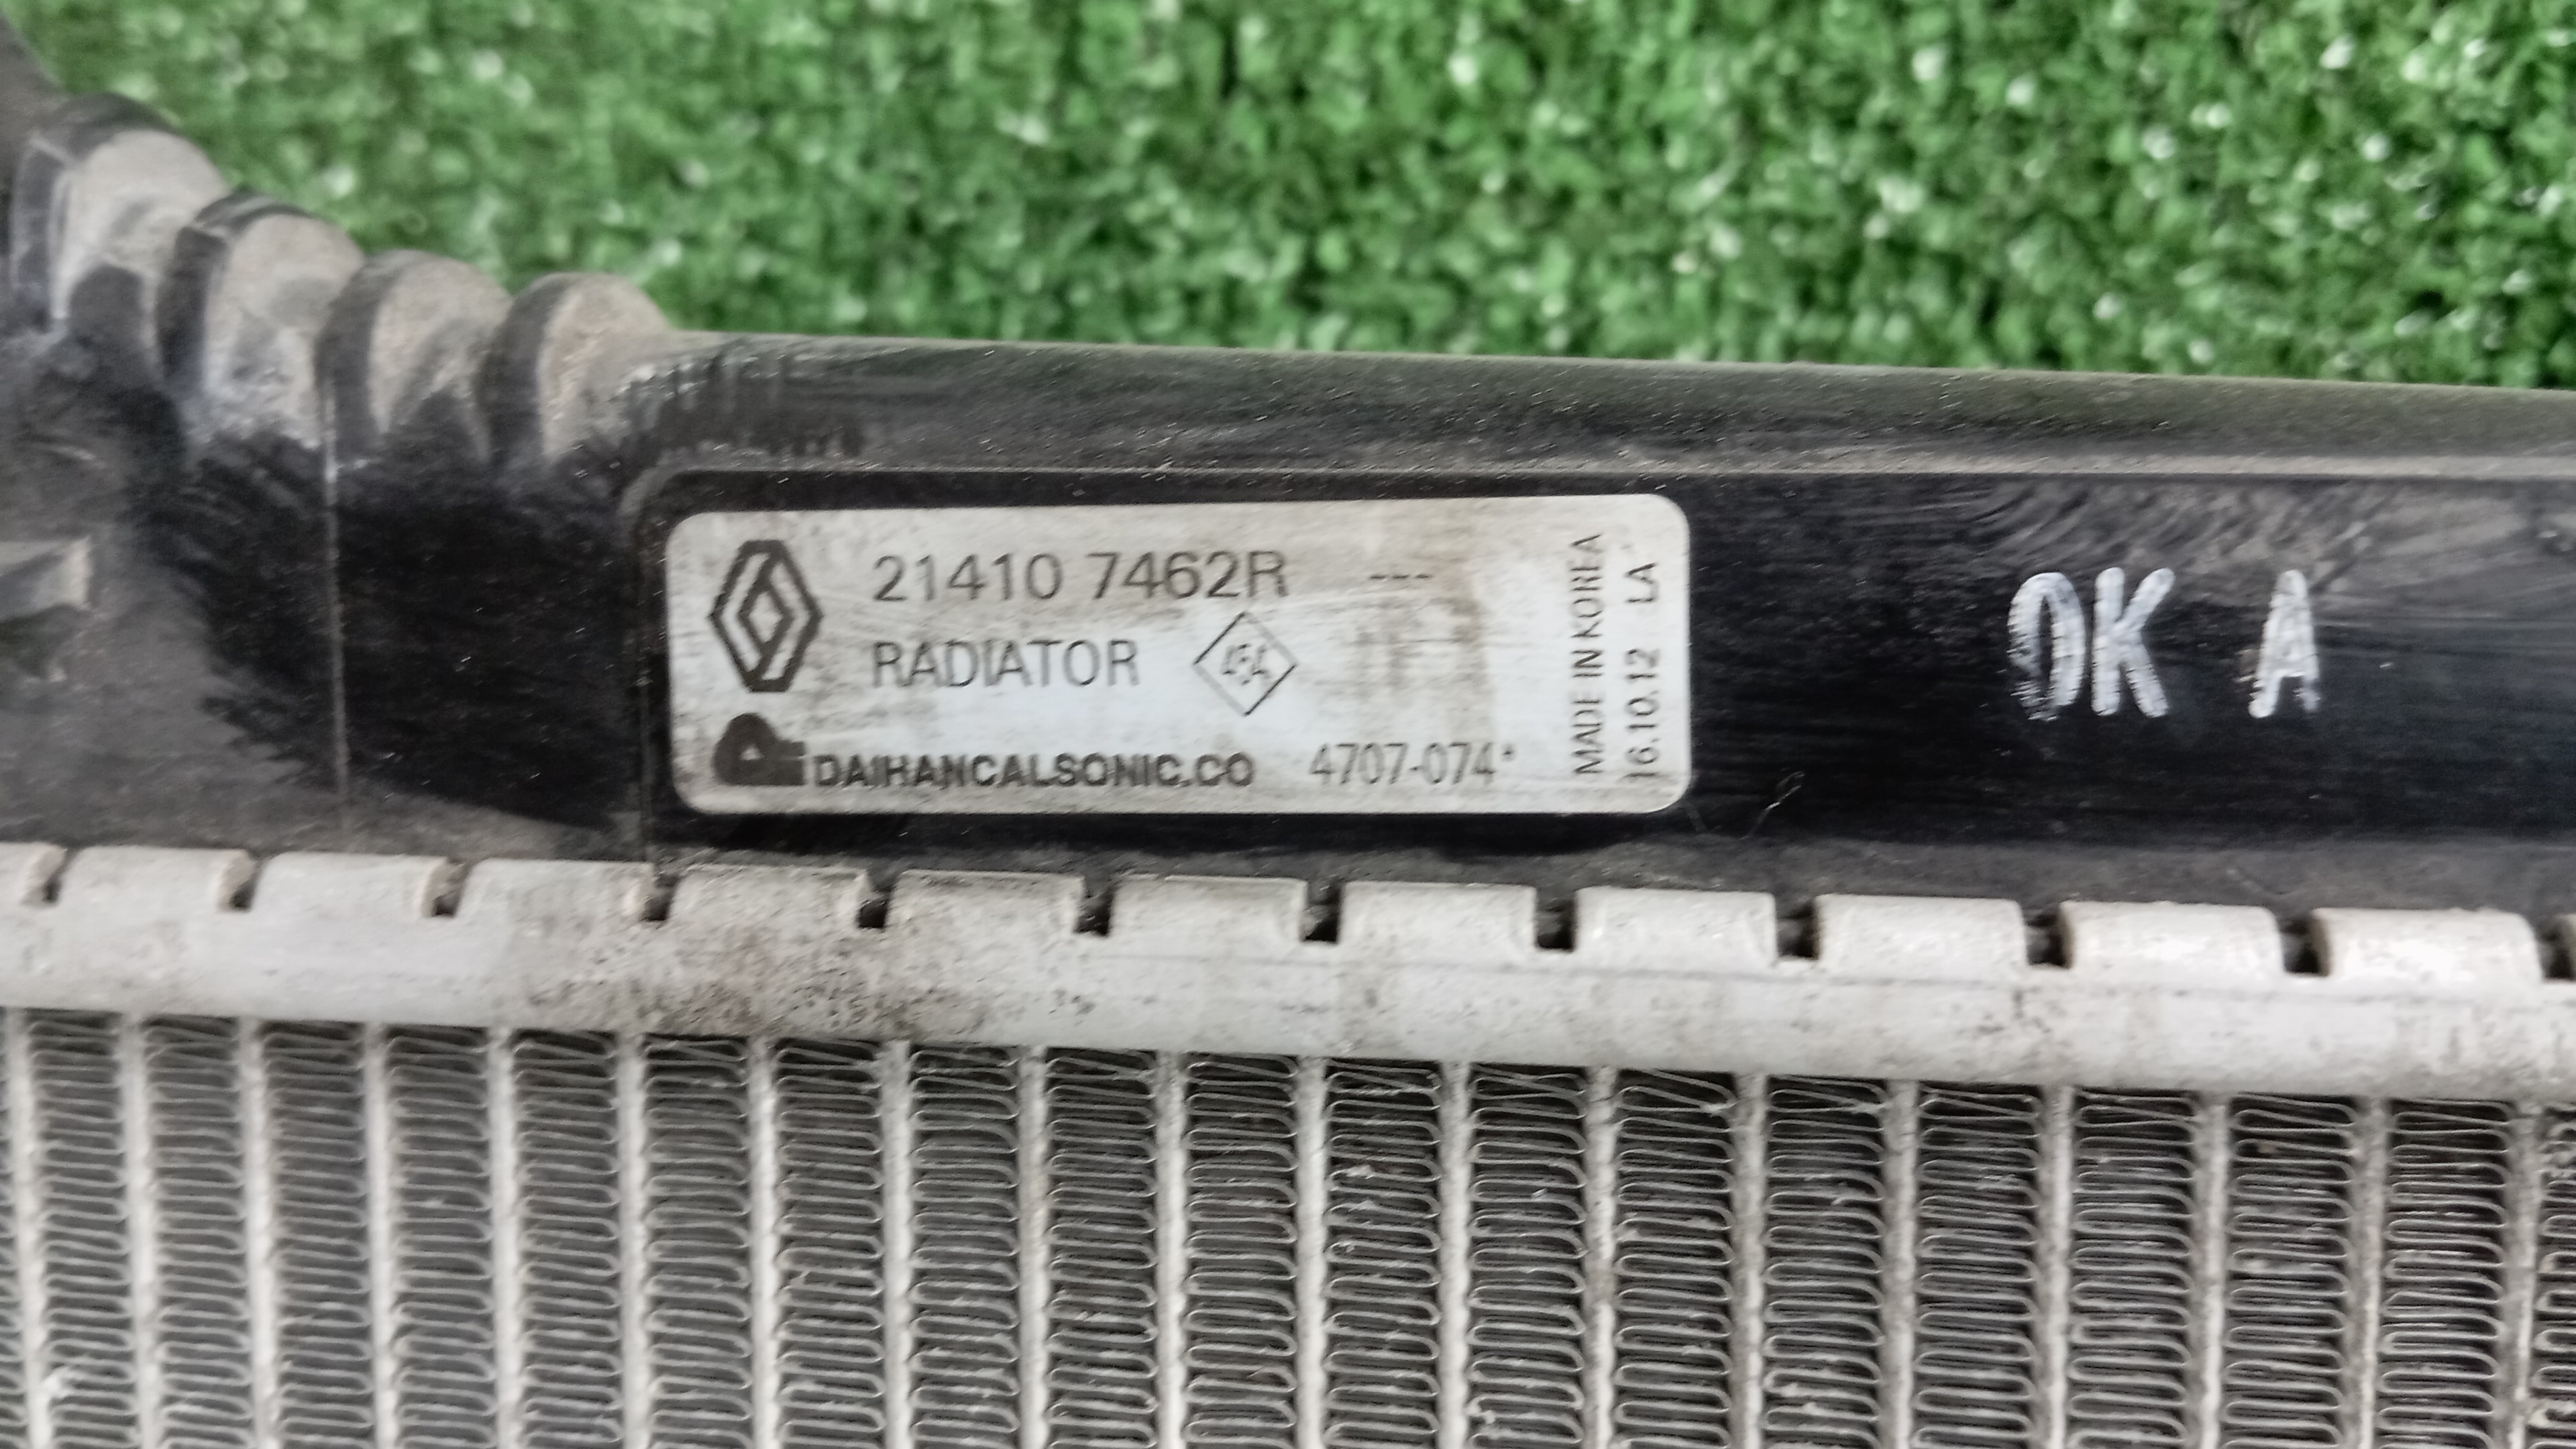 21410 7462R ---
RADIATOR
DAIHANCALSONIC.CO 4707-074*
MADE IN KOREA
16.10.12 LA
OK A